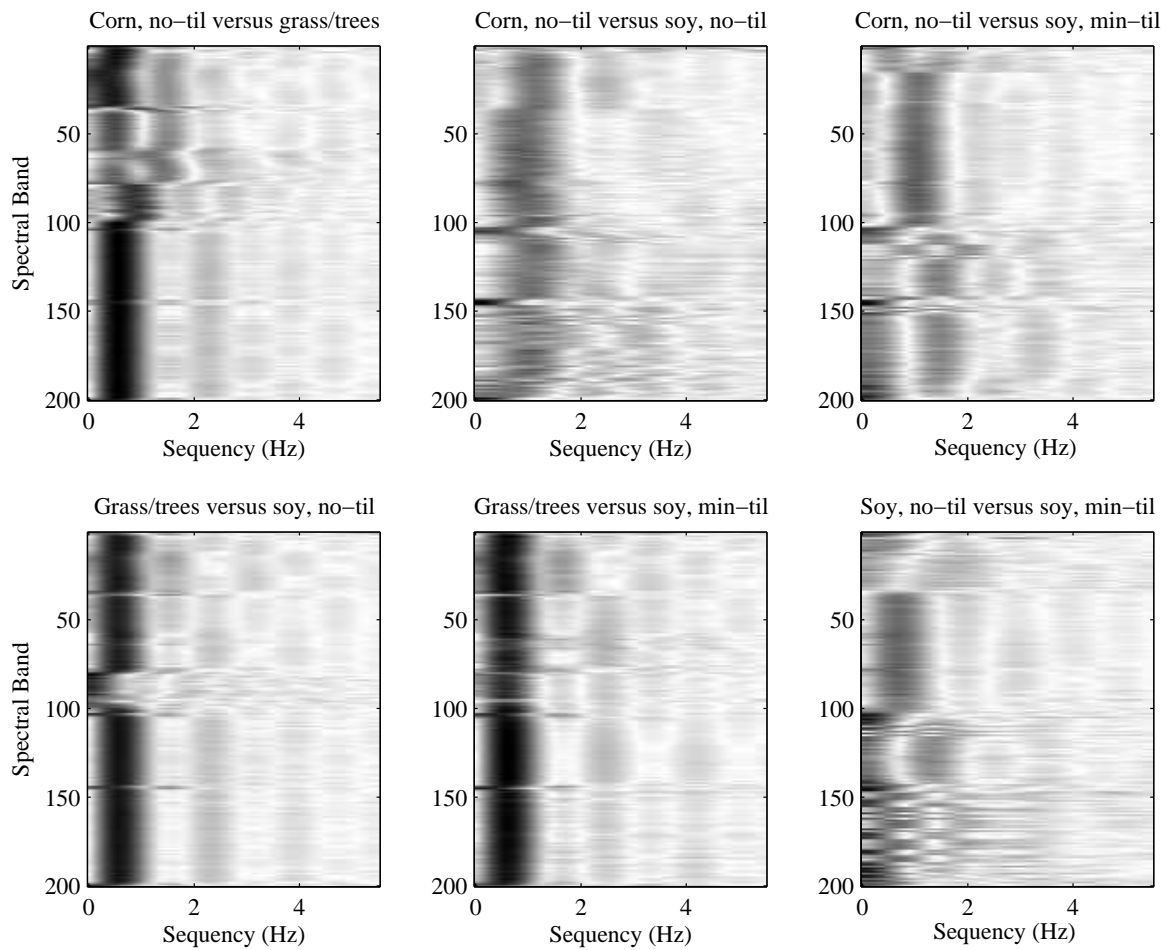 Corn, no−til versus grass/trees
Corn, no−til versus soy, no−til
Corn, no−til versus soy, min−til
Spectral Band
50
100
150
200
0 2 4
Sequency (Hz)
50
100
150
200
0 2 4
Sequency (Hz)
50
100
150
200
0 2 4
Sequency (Hz)
Grass/trees versus soy, no−til
Grass/trees versus soy, min−til
Soy, no−til versus soy, min−til
Spectral Band
50
100
150
200
0 2 4
Sequency (Hz)
50
100
150
200
0 2 4
Sequency (Hz)
50
100
150
200
0 2 4
Sequency (Hz)